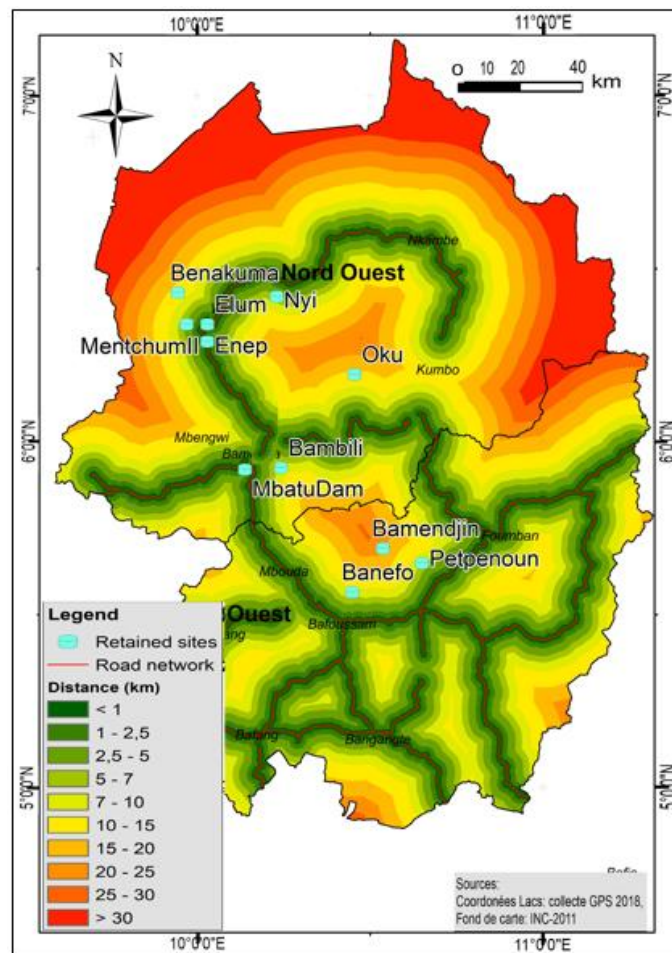 10°0'0"E 11°0'0"E
N
0 10 20 40
km
7°0'0"N 7°0'0"N
Nkambe
Benakuma Nord Ouest
Elum Nyi
MentchumII Enep
Oku
Kumbo
6°0'0"N 6°0'0"N
Mbengwi
Bambili
MbatuDam
Bamendjin
Foumban
Petpenoun
Mbouda
Banefo
Ouest
Bafoussam
Bangangte
5°0'0"N 5°0'0"N
Legend
Retained sites
Road network
Distance (km)
< 1
1 - 2,5
2,5 - 5
5 - 7
7 - 10
10 - 15
15 - 20
20 - 25
25 - 30
> 30
Sources:
Coordonées Lacs: collecte GPS 2018,
Fond de carte: INC-2011
10°0'0"E 11°0'0"E